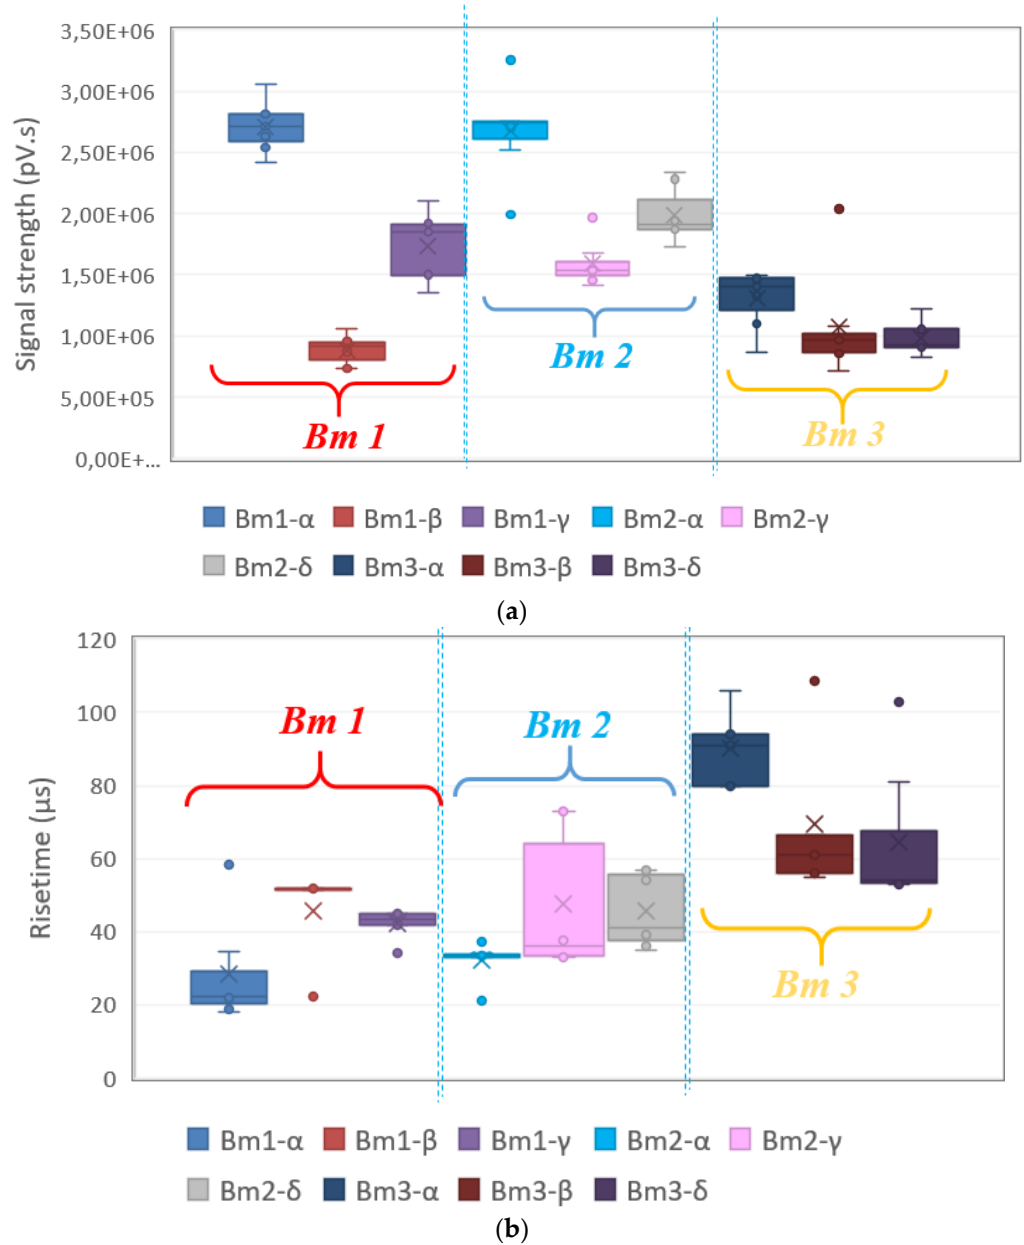 (a)
Signal strength (pV.s)
3,50E+06
3,00E+06
2,50E+06
2,00E+06
1,50E+06
1,00E+06
5,00E+05
0,00E+...
Bm 1
Bm 2
Bm 3
Bm1-α Bm1-β Bm1-γ Bm2-α Bm2-γ
Bm2-δ Bm3-α Bm3-β Bm3-δ
(b)
Risetime (μs)
120
100
80
60
40
20
0
Bm 1
Bm 2
Bm 3
Bm1-α Bm1-β Bm1-γ Bm2-α Bm2-γ
Bm2-δ Bm3-α Bm3-β Bm3-δ